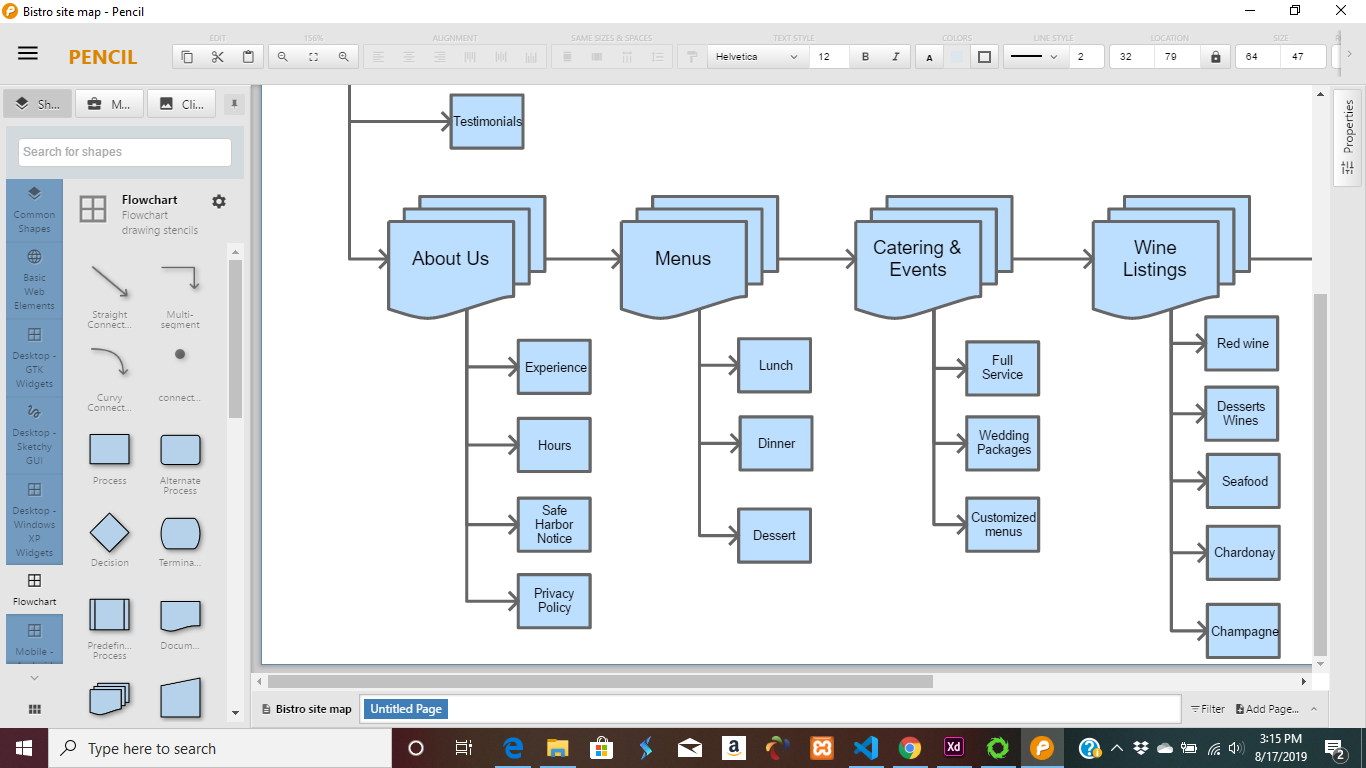 Bistro site map - Pencil
PENCIL
EDIT
156%
ALIGNMENT
SAME SIZES & SPACES
TEXT STYLE
COLORS
LINE STYLE
LOCATION
SIZE
Helvetica
12
B
I
A
2
32
79
64
47
Sh...
M...
Cli...
Search for shapes
Common
Shapes
Basic
Web
Elements
Desktop -
GTK
Widgets
Desktop -
Sketchy
GUI
Desktop -
Windows
XP
Widgets
Flowchart
Mobile -
Flowchart
Flowchart
drawing stencils
Straight
Connect...
Multi-
segment
Curvy
Connect...
connect...
Process
Alternate
Process
Decision
Termina...
Predefin...
Process
Docum...
Testimonials
About Us
Menus
Catering &
Events
Wine
Listings
Experience
Hours
Safe
Harbor
Notice
Privacy
Policy
Lunch
Dinner
Dessert
Full
Service
Wedding
Packages
Customized
menus
Red wine
Desserts
Wines
Seafood
Chardonay
Champagne
Properties
Bistro site map
Untitled Page
Filter
Add Page...
Type here to search
3:15 PM
8/17/2019
2